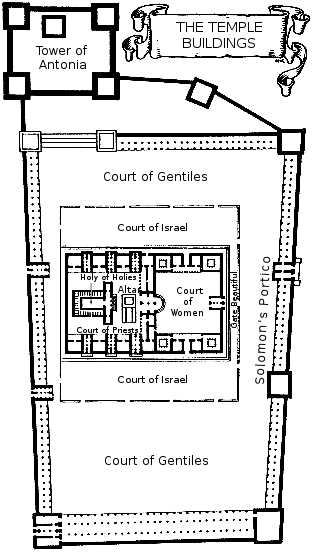 THE TEMPLE
BUILDINGS
Tower of
Antonia
Court of Gentiles
Court of Israel
Holy of Holies
Altar
Court
of
Women
Court of Priests
Gate Beautiful
Solomon's Portico
Court of Israel
Court of Gentiles